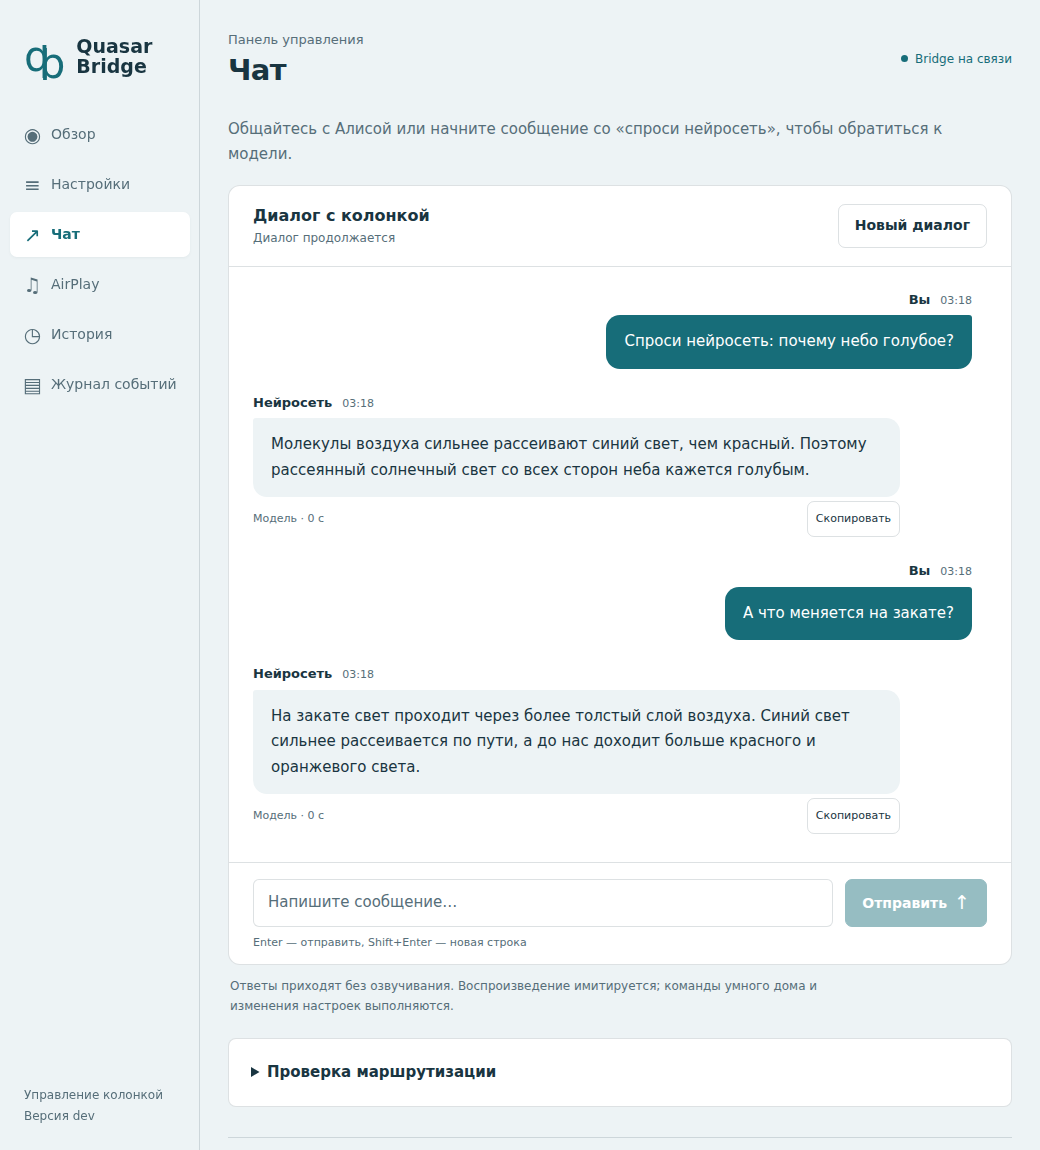 Quasar
Bridge
Обзор
Настройки
Чат
AirPlay
История
Журнал событий
Управление колонкой
Версия dev
Панель управления
Чат
Bridge на связи
Общайтесь с Алисой или начните сообщение со «спроси нейросеть», чтобы обратиться к
модели.
Диалог с колонкой
Диалог продолжается
Новый диалог
Вы 03:18
Спроси нейросеть: почему небо голубое?
Нейросеть 03:18
Молекулы воздуха сильнее рассеивают синий свет, чем красный. Поэтому
рассеянный солнечный свет со всех сторон неба кажется голубым.
Модель · 0 с
Скопировать
Вы 03:18
А что меняется на закате?
Нейросеть 03:18
На закате свет проходит через более толстый слой воздуха. Синий свет
сильнее рассеивается по пути, а до нас доходит больше красного и
оранжевого света.
Модель · 0 с
Скопировать
Напишите сообщение…
Отправить ↑
Enter — отправить, Shift+Enter — новая строка
Ответы приходят без озвучивания. Воспроизведение имитируется; команды умного дома и
изменения настроек выполняются.
Проверка маршрутизации